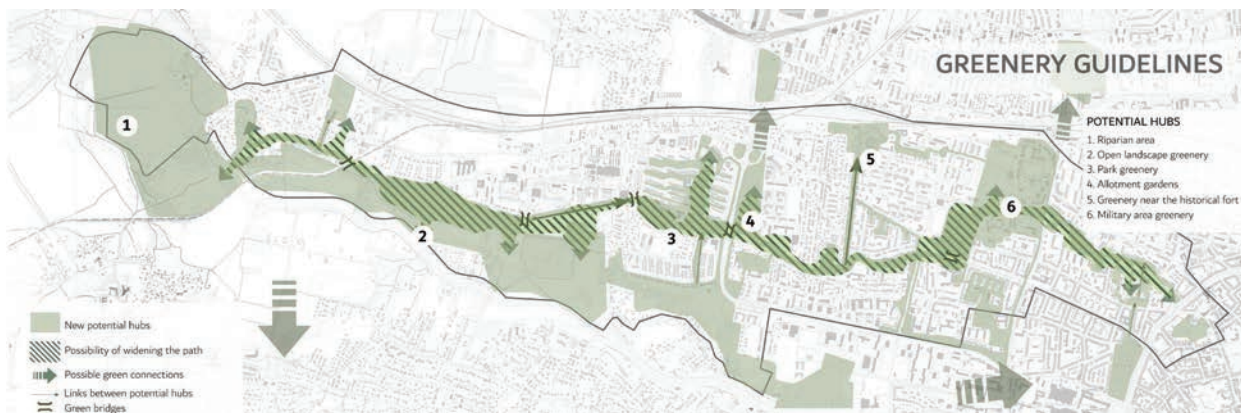 GREENERY GUIDELINES
POTENTIAL HUBS
1. Riparian area
2. Open landscape greenery
3. Park greenery
4. Allotment gardens
5. Greenery near the historical fort
6. Military area greenery
1
2
3
4
5
6
New potential hubs
Possibility of widening the path
Possible green connections
Links between potential hubs
Green bridges